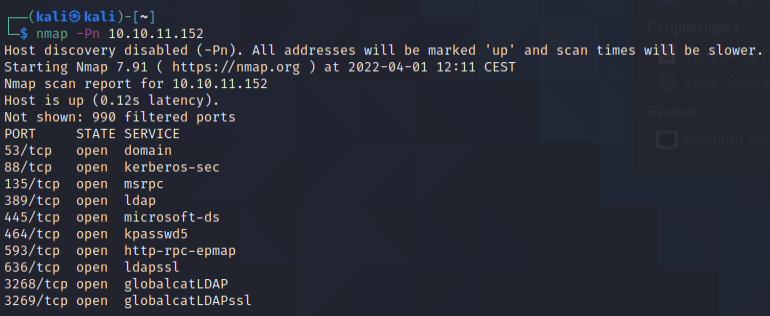 (kali㉿kali)-[~]
$ nmap -Pn 10.10.11.152
Host discovery disabled (-Pn). All addresses will be marked 'up' and scan times will be slower.
Starting Nmap 7.91 ( https://nmap.org ) at 2022-04-01 12:11 CEST
Nmap scan report for 10.10.11.152
Host is up (0.12s latency).
Not shown: 990 filtered ports
PORT     STATE SERVICE
53/tcp   open  domain
88/tcp   open  kerberos-sec
135/tcp  open  msrpc
389/tcp  open  ldap
445/tcp  open  microsoft-ds
464/tcp  open  kpasswd5
593/tcp  open  http-rpc-epmap
636/tcp  open  ldapssl
3268/tcp open  globalcatLDAP
3269/tcp open  globalcatLDAPssl
Périphériques
Réseau
Parcourir le